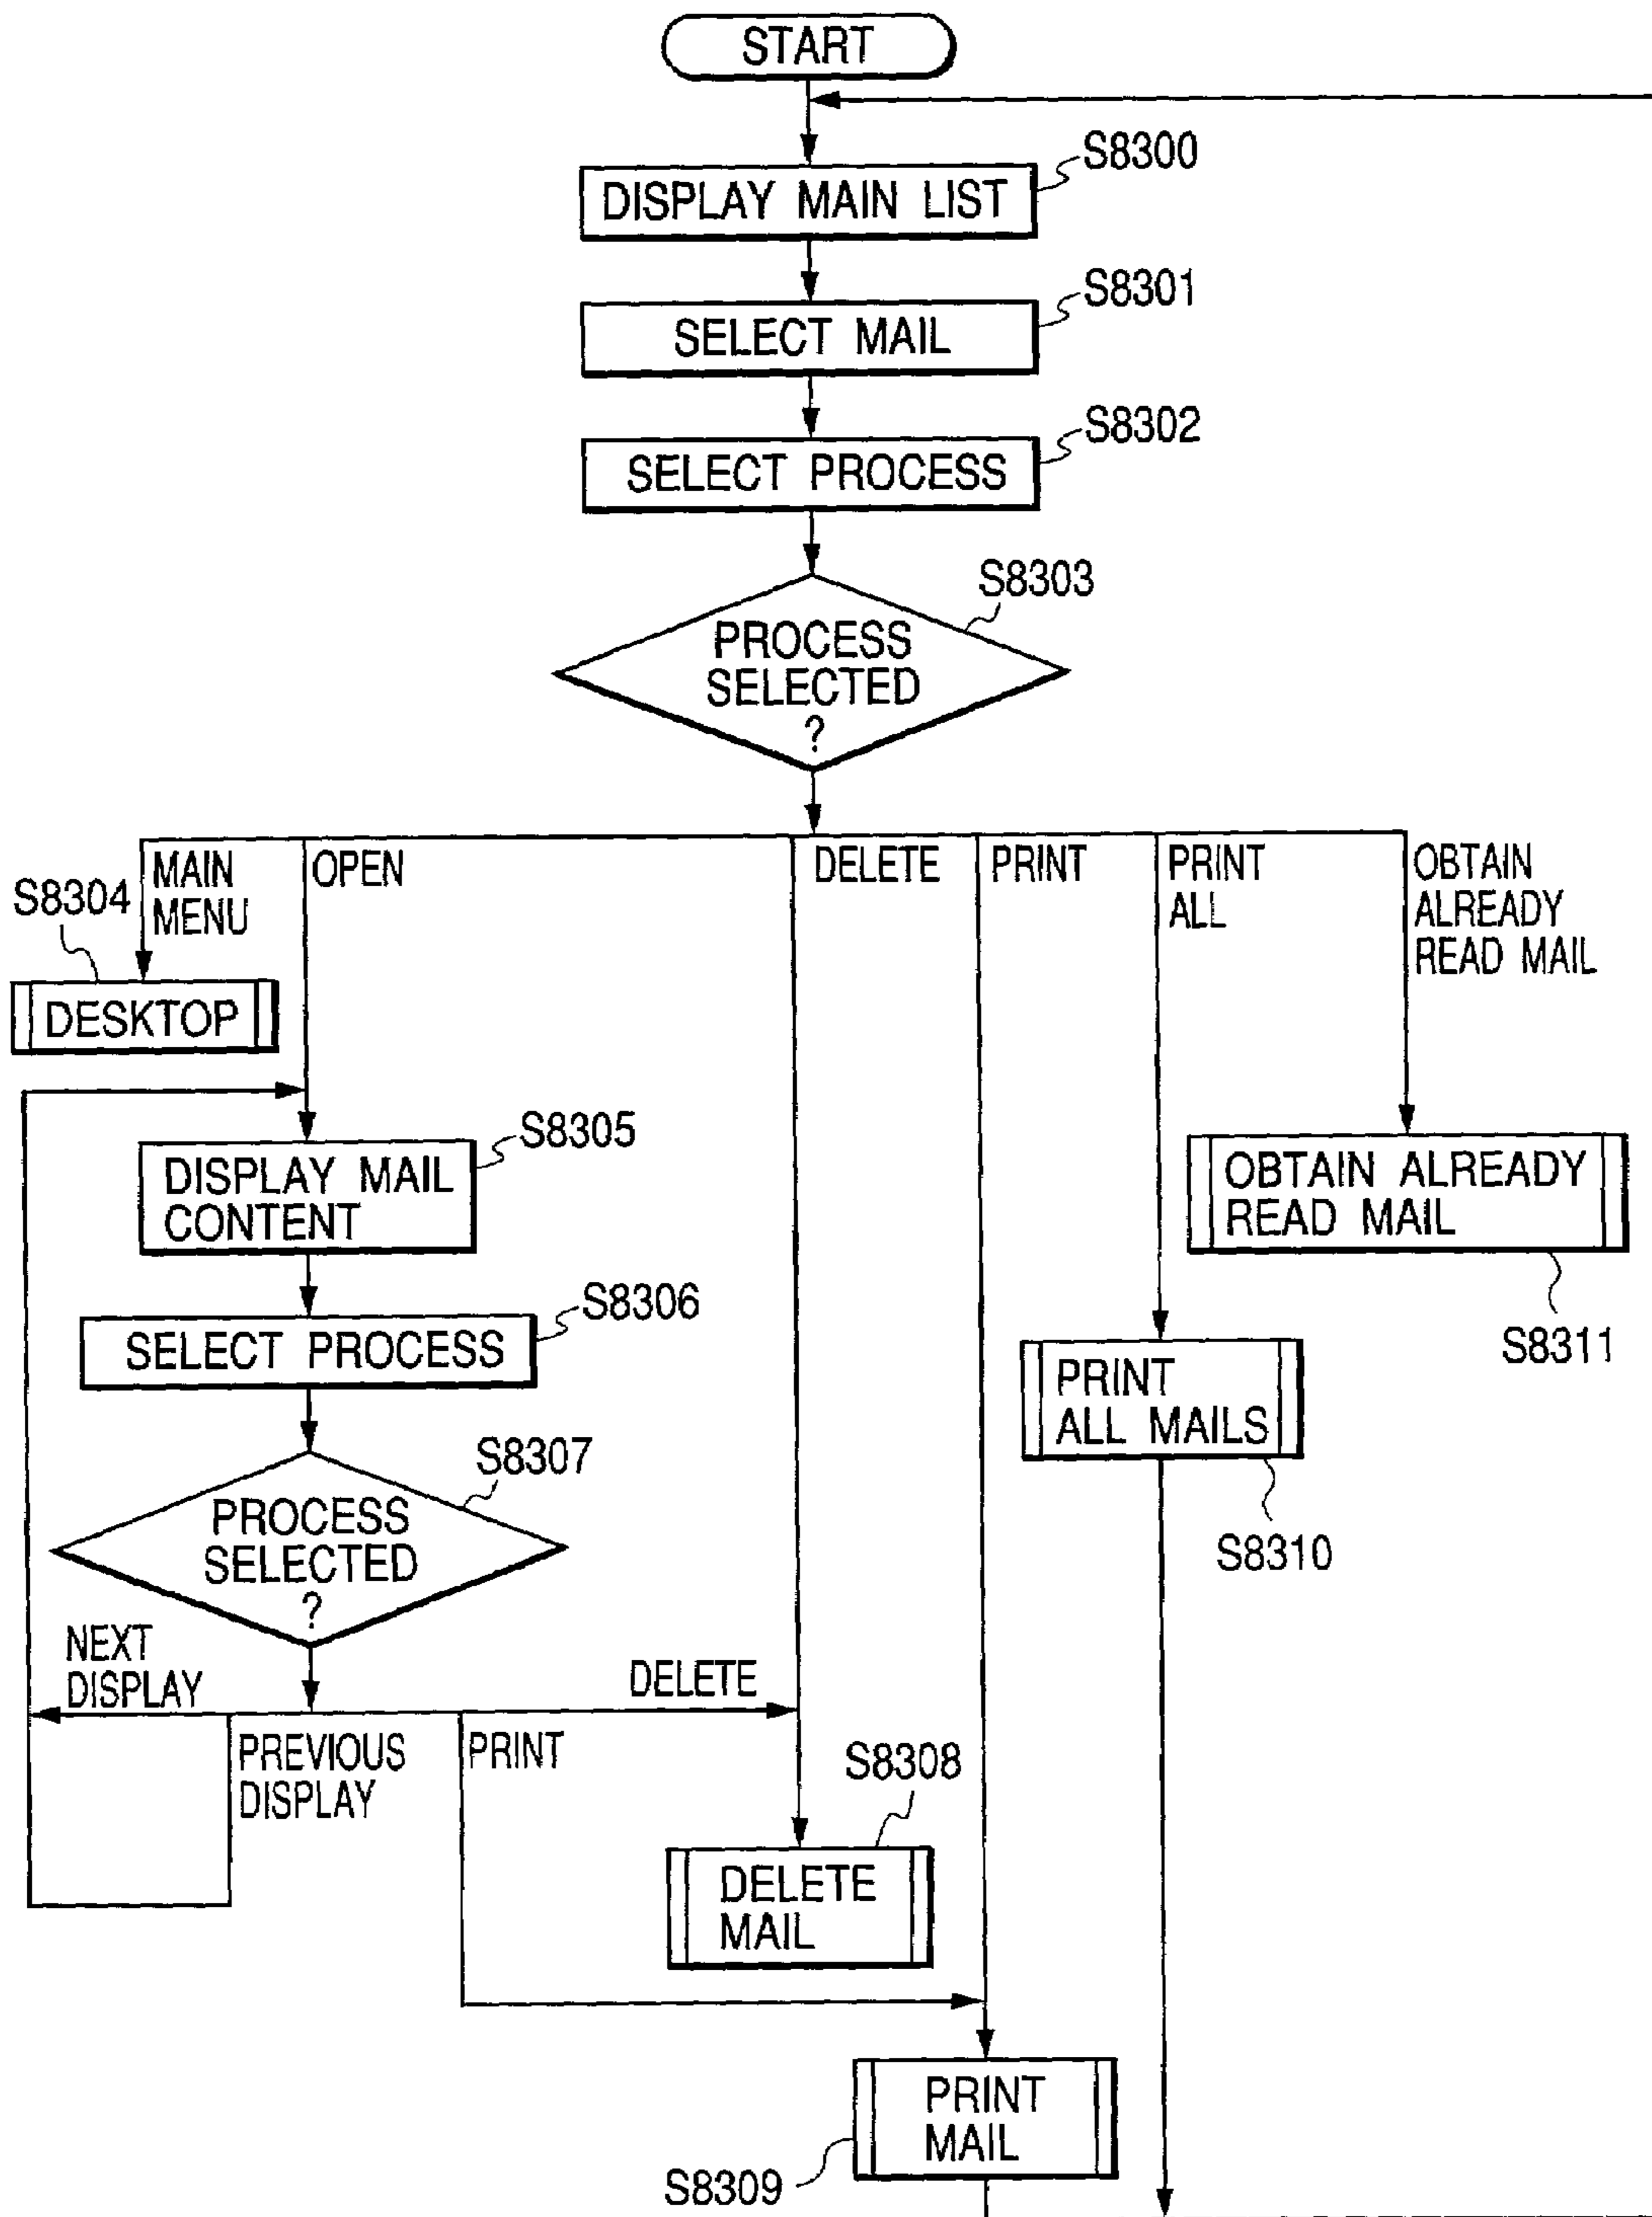 START
S8300
DISPLAY MAIN LIST
S8301
SELECT MAIL
S8302
SELECT PROCESS
S8303
PROCESS
SELECTED
?
MAIN
MENU
OPEN
DELETE
PRINT
PRINT
ALL
OBTAIN
ALREADY
READ MAIL
S8304
DESKTOP
S8305
DISPLAY MAIL
CONTENT
OBTAIN ALREADY
READ MAIL
S8311
S8306
SELECT PROCESS
PRINT
ALL MAILS
S8310
S8307
PROCESS
SELECTED
?
NEXT
DISPLAY
DELETE
PREVIOUS
DISPLAY
PRINT
S8308
DELETE
MAIL
PRINT
MAIL
S8309